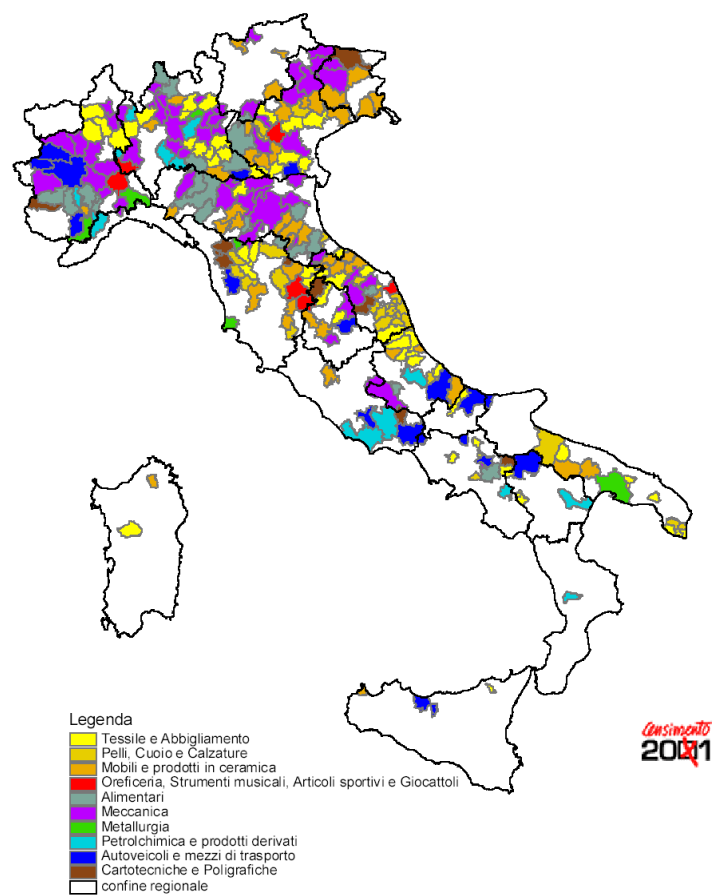 Legenda
Tessile e Abbigliamento
Pelli, Cuoio e Calzature
Mobili e prodotti in ceramica
Oreficeria, Strumenti musicali, Articoli sportivi e Giocattoli
Alimentari
Meccanica
Metallurgia
Petrolchimica e prodotti derivati
Autoveicoli e mezzi di trasporto
Cartotecniche e Poligrafiche
confine regionale
Censimento
2001